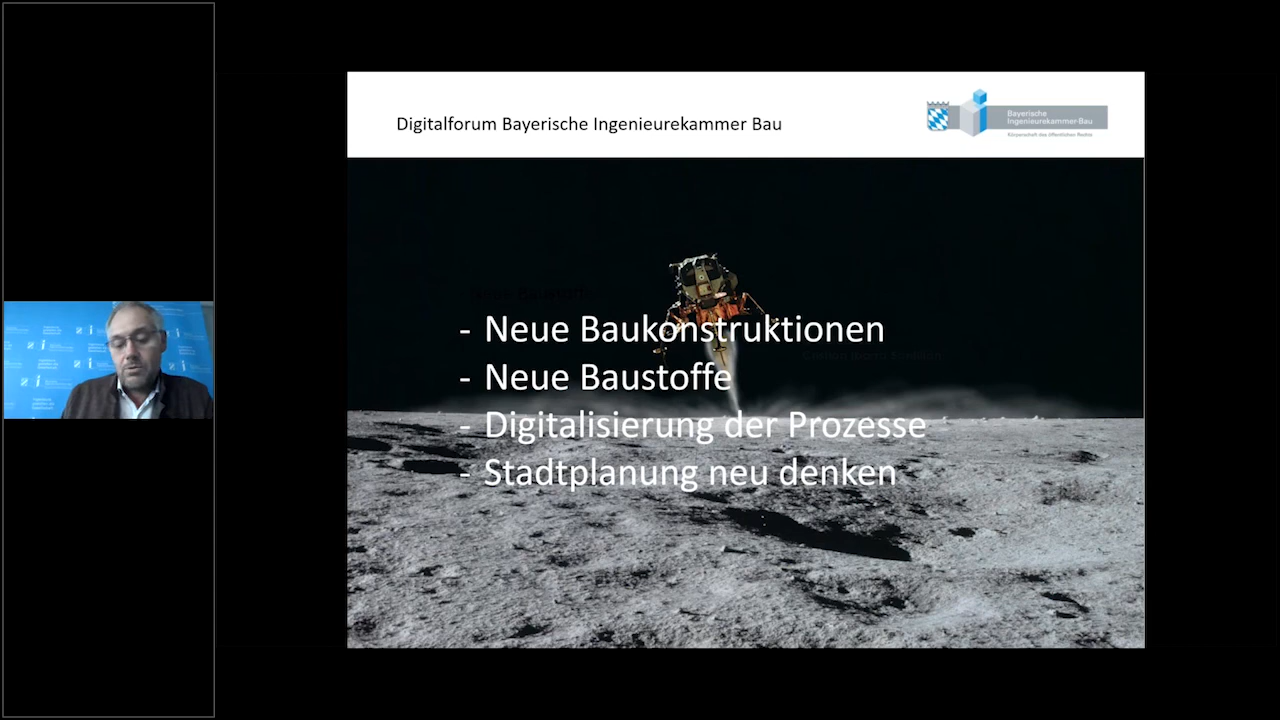 Digitalforum Bayerische Ingenieurekammer Bau
Bayerische
Ingenieurekammer-Bau
Körperschaft des öffentlichen Rechts
- Neue Baukonstruktionen
- Neue Baustoffe
- Digitalisierung der Prozesse
- Stadtplanung neu denken